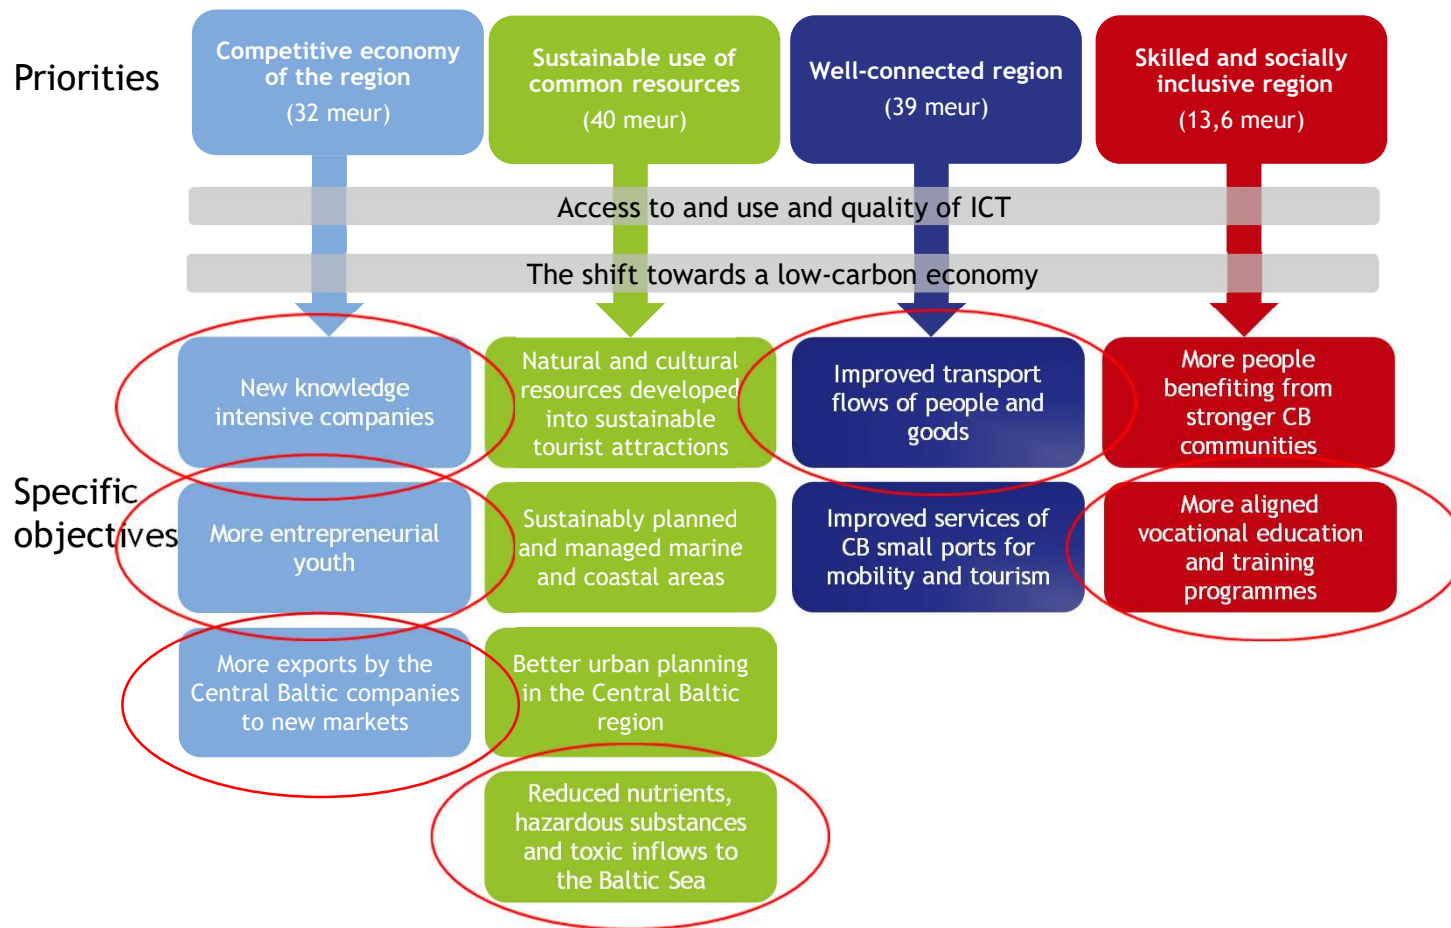 Priorities
Competitive economy
of the region
(32 meur)
Sustainable use of
common resources
(40 meur)
Well-connected region
(39 meur)
Skilled and socially
inclusive region
(13,6 meur)
Access to and use and quality of ICT
The shift towards a low-carbon economy
Specific
objectives
New knowledge
intensive companies
Natural and cultural
resources developed
into sustainable
tourist attractions
Improved transport
flows of people and
goods
More people
benefiting from
stronger CB
communities
More entrepreneurial
youth
Sustainably planned
and managed marine
and coastal areas
Improved services of
CB small ports for
mobility and tourism
More aligned
vocational education
and training
programmes
More exports by the
Central Baltic companies
to new markets
Better urban planning
in the Central Baltic
region
Reduced nutrients,
hazardous substances
and toxic inflows to
the Baltic Sea